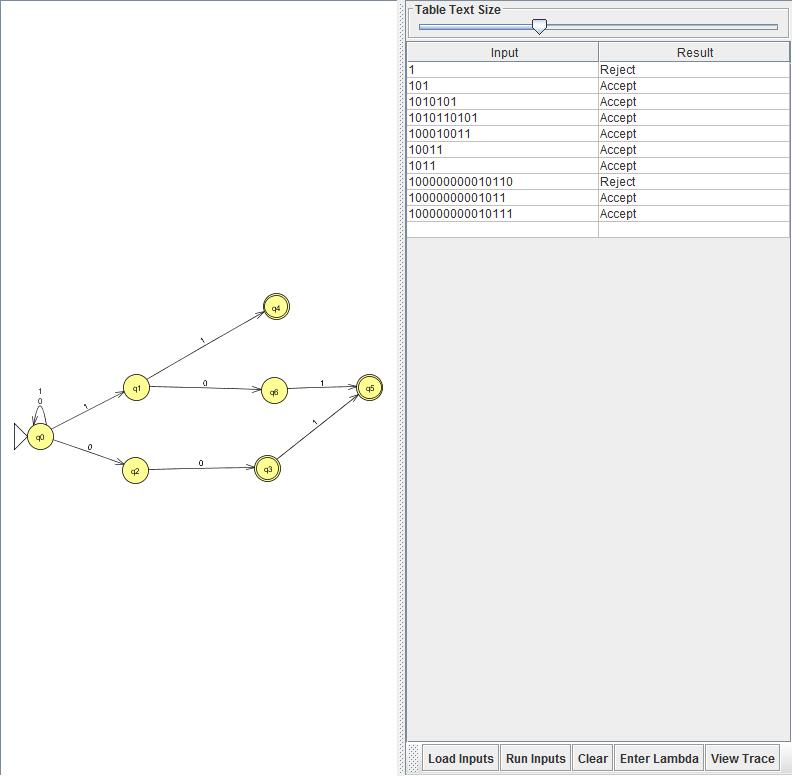 Table Text Size
Input Result
1 Reject
101 Accept
1010101 Accept
1010110101 Accept
100010011 Accept
10011 Accept
1011 Accept
100000000010110 Reject
10000000001011 Accept
100000000010111 Accept
q4
1
q1 0 q6 1 q5
1
0
1
1
q0
0
q2 0 q3
Load Inputs Run Inputs Clear Enter Lambda View Trace